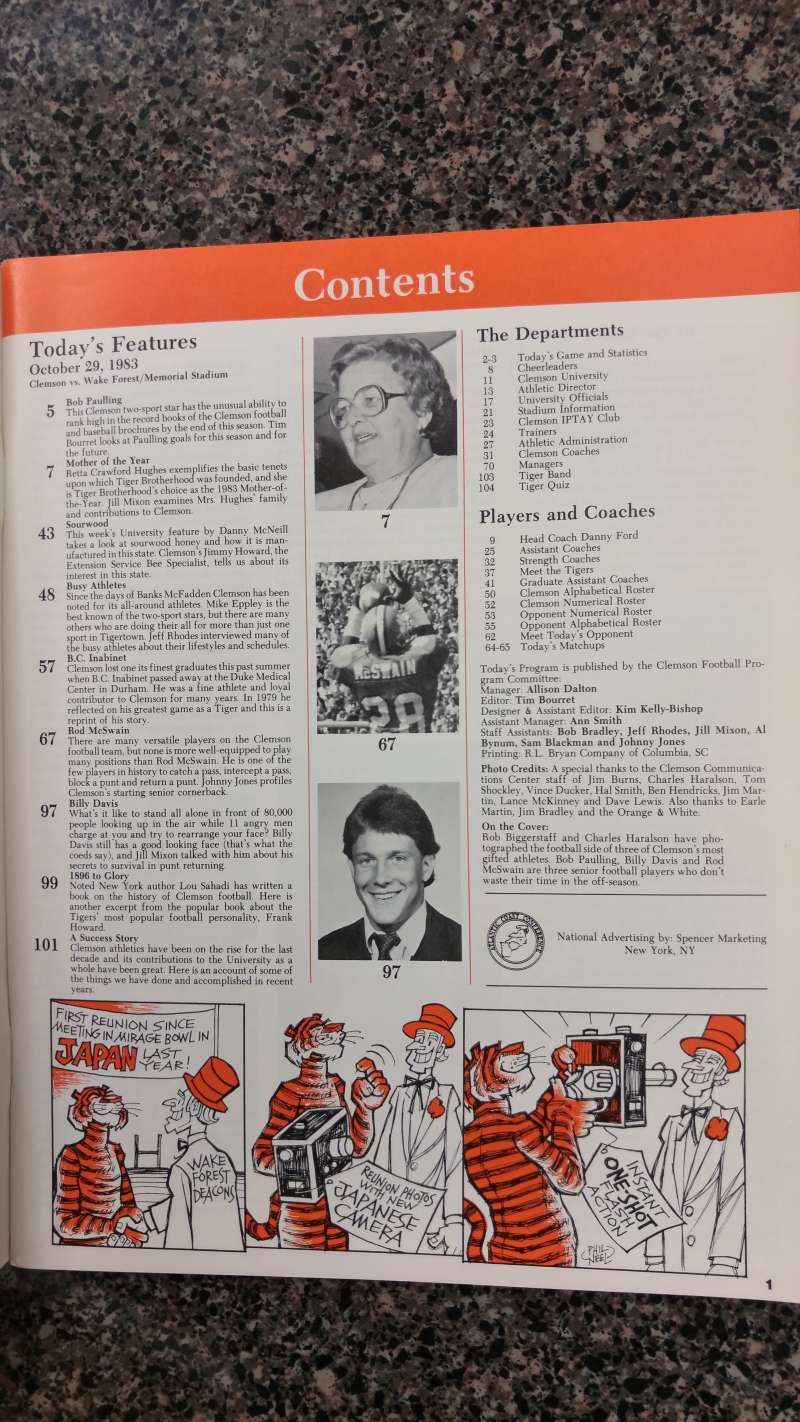 Contents
Today's Features
October 29, 1983
Clemson vs. Wake Forest/Memorial Stadium
5 Bob Paulling
This Clemson two-sport star has the unusual ability to
rank high in the record books of the Clemson football
and baseball brochures by the end of this season. Tim
Bourret looks at Paulling goals for this season and for
the future.
7 Mother of the Year
Retta Crawford Hughes exemplifies the basic tenets
upon which Tiger Brotherhood was founded, and she
is Tiger Brotherhood's choice as the 1983 Mother-of-
the-Year. Jill Mixon examines Mrs. Hughes' family
and contributions to Clemson.
43 Sourwood
This week's University feature by Danny McNeill
takes a look at sourwood honey and how it is man-
ufactured in this state. Clemson's Jimmy Howard, the
Extension Service Bee Specialist, tells us about its
interest in this state.
48 Busy Athletes
Since the days of Banks McFadden Clemson has been
noted for its all-around athletes. Mike Eppley is the
best known of the two-sport stars, but there are many
others who are doing their all for more than just one
sport in Tigertown. Jeff Rhodes interviewed many of
the busy athletes about their lifestyles and schedules.
57 B.C. Inabinet
Clemson lost one its finest graduates this past summer
when B.C. Inabinet passed away at the Duke Medical
Center in Durham. He was a fine athlete and loyal
contributor to Clemson for many years. In 1979 he
reflected on his greatest game as a Tiger and this is a
reprint of his story.
67 Rod McSwain
There are many versatile players on the Clemson
football team, but none is more well-equipped to play
many positions than Rod McSwain. He is one of the
few players in history to catch a pass, intercept a pass,
block a punt and return a punt. Johnny Jones profiles
Clemson's starting senior cornerback.
97 Billy Davis
What's it like to stand all alone in front of 80,000
people looking up in the air while 11 angry men
charge at you and try to rearrange your face? Billy
Davis still has a good looking face (that's what the
coeds say), and Jill Mixon talked with him about his
secrets to survival in punt returning.
99 1896 to Glory
Noted New York author Lou Sahadi has written a
book on the history of Clemson football. Here is
another excerpt from the popular book about the
Tigers' most popular football personality, Frank
Howard.
101 A Success Story
Clemson athletics have been on the rise for the last
decade and its contributions to the University as a
whole have been great. Here is an account of some of
the things we have done and accomplished in recent
years.
7
McSWAIN
28
67
97
The Departments
2-3 Today's Game and Statistics
8 Cheerleaders
11 Clemson University
13 Athletic Director
17 University Officials
21 Stadium Information
23 Clemson IPTAY Club
24 Trainers
27 Athletic Administration
31 Clemson Coaches
70 Managers
103 Tiger Band
104 Tiger Quiz
Players and Coaches
9 Head Coach Danny Ford
25 Assistant Coaches
32 Strength Coaches
37 Meet the Tigers
41 Graduate Assistant Coaches
50 Clemson Alphabetical Roster
52 Clemson Numerical Roster
53 Opponent Numerical Roster
55 Opponent Alphabetical Roster
62 Meet Today's Opponent
64-65 Today's Matchups
Today's Program is published by the Clemson Football Pro-
gram Committee:
Manager: Allison Dalton
Editor: Tim Bourret
Designer & Assistant Editor: Kim Kelly-Bishop
Assistant Manager: Ann Smith
Staff Assistants: Bob Bradley, Jeff Rhodes, Jill Mixon, Al
Bynum, Sam Blackman and Johnny Jones
Printing: R.L. Bryan Company of Columbia, SC
Photo Credits: A special thanks to the Clemson Communica-
tions Center staff of Jim Burns, Charles Haralson, Tom
Shockley, Vince Ducker, Hal Smith, Ben Hendricks, Jim Mar-
tin, Lance McKinney and Dave Lewis. Also thanks to Earle
Martin, Jim Bradley and the Orange & White.
On the Cover:
Rob Biggerstaff and Charles Haralson have pho-
tographed the football side of three of Clemson's most
gifted athletes. Bob Paulling, Billy Davis and Rod
McSwain are three senior football players who don't
waste their time in the off-season.
ATLANTIC COAST CONFERENCE
National Advertising by: Spencer Marketing
New York, NY
FIRST REUNION SINCE
MEETING IN MIRAGE BOWL IN
JAPAN LAST
YEAR!
WAKE
FOREST
DEACONS
REUNION PHOTOS
WITH NEW
JAPANESE
CAMERA
INSTANT
ONE-SHOT
FLASH
ACTION
PHIL
NEEL
1